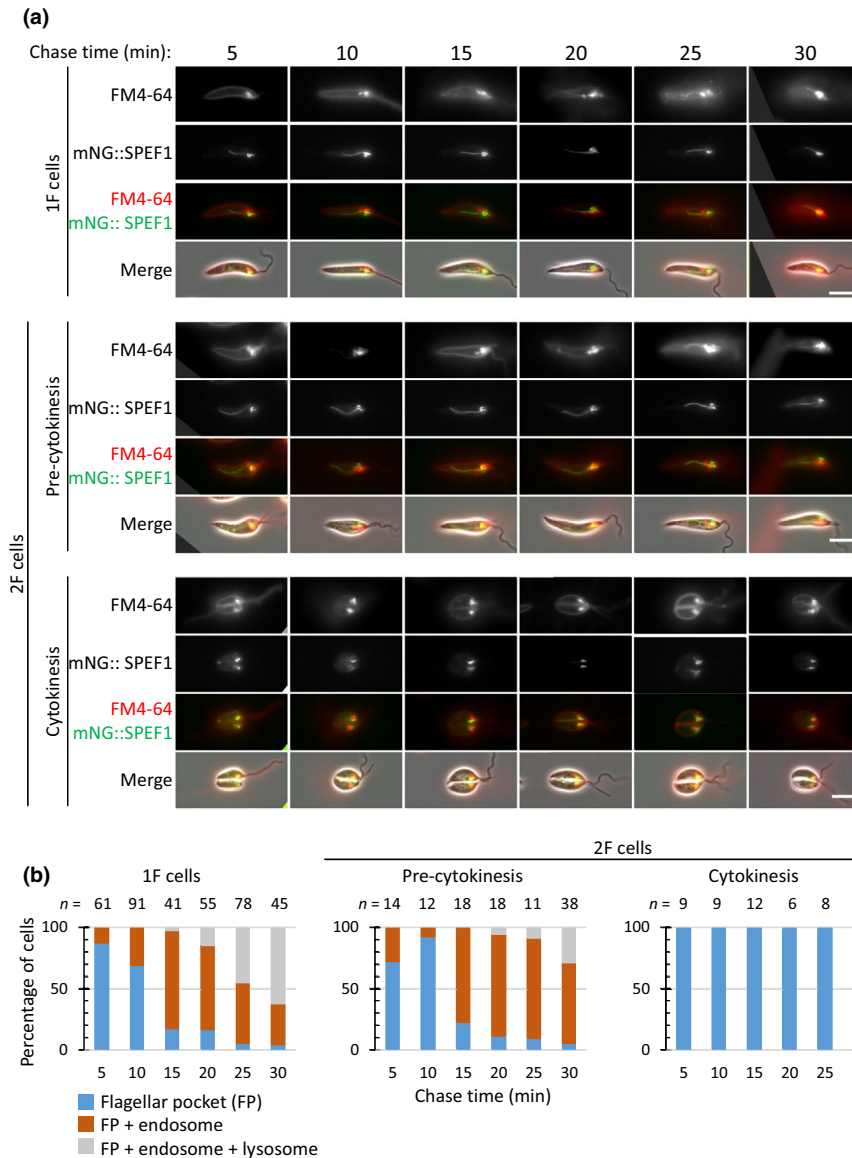 (a)
Chase time (min): 5 10 15 20 25 30
1F cells
FM4-64
mNG::SPEF1
FM4-64
mNG:: SPEF1
Merge
2F cells
Pre-cytokinesis
FM4-64
mNG:: SPEF1
FM4-64
mNG:: SPEF1
Merge
Cytokinesis
FM4-64
mNG:: SPEF1
FM4-64
mNG::SPEF1
Merge
(b)
2F cells
1F cells
n = 61 91 41 55 78 45
Percentage of cells
100
50
0
5 10 15 20 25 30
Pre-cytokinesis
n = 14 12 18 18 11 38
100
50
0
5 10 15 20 25 30
Chase time (min)
Cytokinesis
n = 9 9 12 6 8
100
50
0
5 10 15 20 25
Flagellar pocket (FP)
FP + endosome
FP + endosome + lysosome